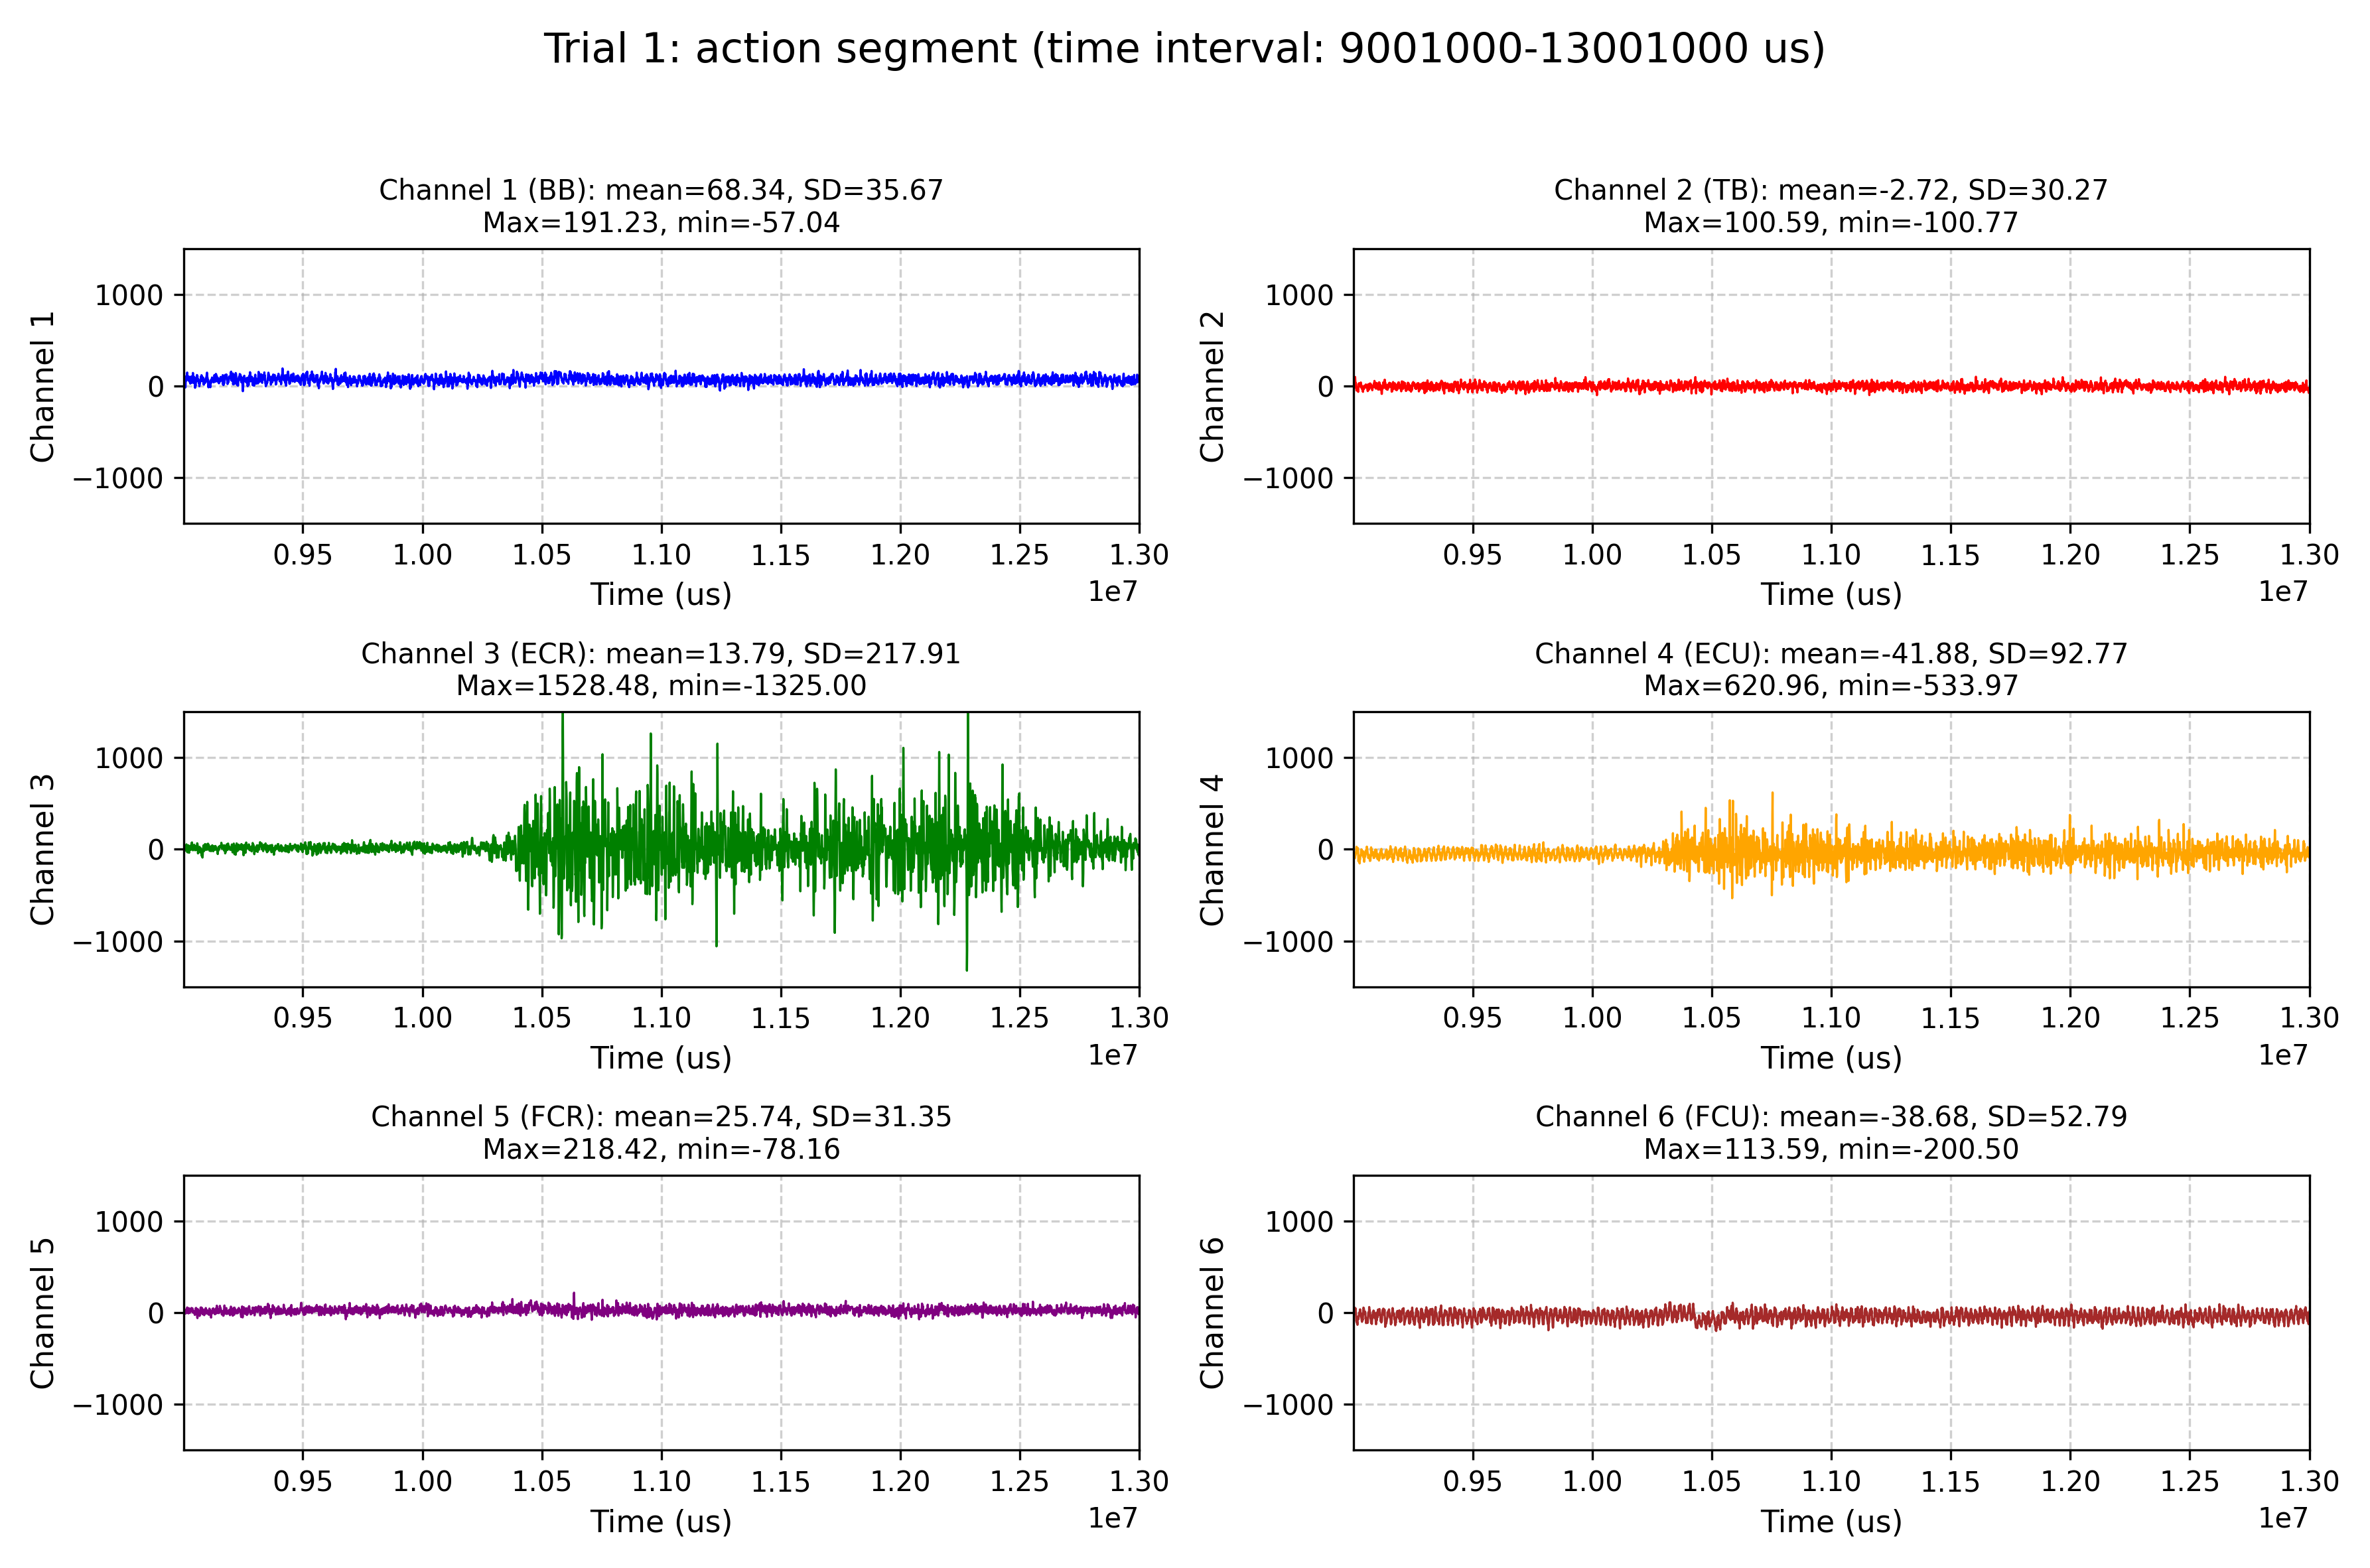 Trial 1: action segment (time interval: 9001000-13001000 us)
Channel 1 (BB): mean=68.34, SD=35.67
Max=191.23, min=-57.04
Channel 1
1000
0
−1000
0.95 1.00 1.05 1.10 1.15 1.20 1.25 1.30
Time (us)
1e7
Channel 2 (TB): mean=-2.72, SD=30.27
Max=100.59, min=-100.77
Channel 2
1000
0
−1000
0.95 1.00 1.05 1.10 1.15 1.20 1.25 1.30
Time (us)
1e7
Channel 3 (ECR): mean=13.79, SD=217.91
Max=1528.48, min=-1325.00
Channel 3
1000
0
−1000
0.95 1.00 1.05 1.10 1.15 1.20 1.25 1.30
Time (us)
1e7
Channel 4 (ECU): mean=-41.88, SD=92.77
Max=620.96, min=-533.97
Channel 4
1000
0
−1000
0.95 1.00 1.05 1.10 1.15 1.20 1.25 1.30
Time (us)
1e7
Channel 5 (FCR): mean=25.74, SD=31.35
Max=218.42, min=-78.16
Channel 5
1000
0
−1000
0.95 1.00 1.05 1.10 1.15 1.20 1.25 1.30
Time (us)
1e7
Channel 6 (FCU): mean=-38.68, SD=52.79
Max=113.59, min=-200.50
Channel 6
1000
0
−1000
0.95 1.00 1.05 1.10 1.15 1.20 1.25 1.30
Time (us)
1e7